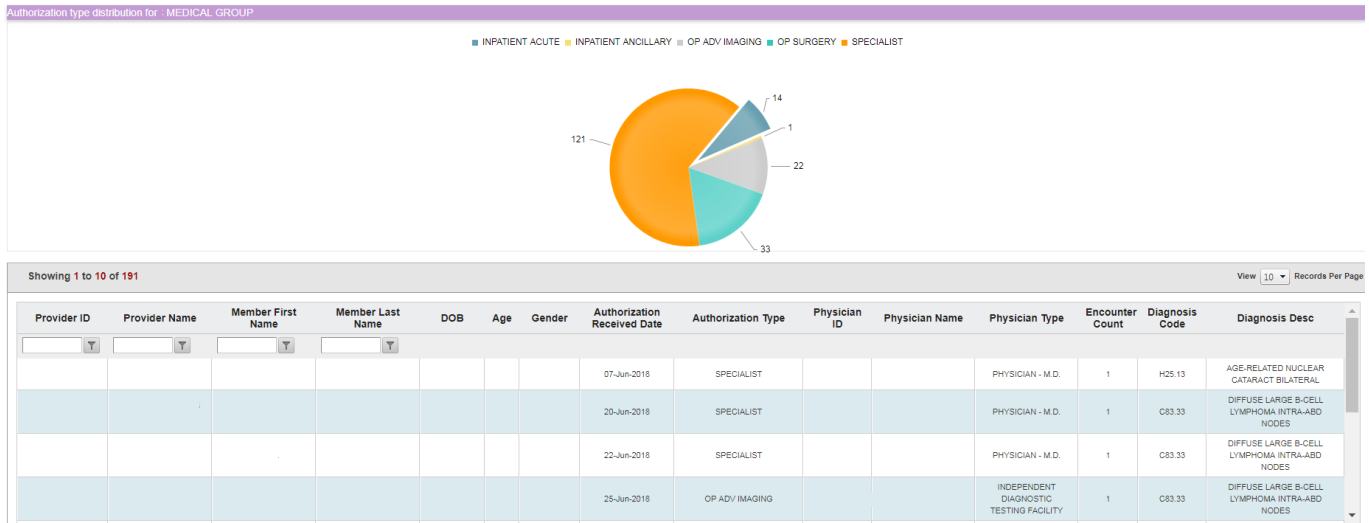 Authorization type distribution for : MEDICAL GROUP
INPATIENT ACUTE INPATIENT ANCILLARY OP ADV IMAGING OP SURGERY SPECIALIST
14
1
121
22
33
Showing 1 to 10 of 191
View 10 Records Per Page
Provider ID Provider Name Member First Name Member Last Name DOB Age Gender Authorization Received Date Authorization Type Physician ID Physician Name Physician Type Encounter Count Diagnosis Code Diagnosis Desc
07-Jun-2018 SPECIALIST PHYSICIAN - M.D. 1 H25.13 AGE-RELATED NUCLEAR
CATARACT BILATERAL
20-Jun-2018 SPECIALIST PHYSICIAN - M.D. 1 C83.33 DIFFUSE LARGE B-CELL
LYMPHOMA INTRA-ABD
NODES
22-Jun-2018 SPECIALIST PHYSICIAN - M.D. 1 C83.33 DIFFUSE LARGE B-CELL
LYMPHOMA INTRA-ABD
NODES
25-Jun-2018 OP ADV IMAGING INDEPENDENT DIAGNOSTIC TESTING FACILITY 1 C83.33 DIFFUSE LARGE B-CELL
LYMPHOMA INTRA-ABD
NODES